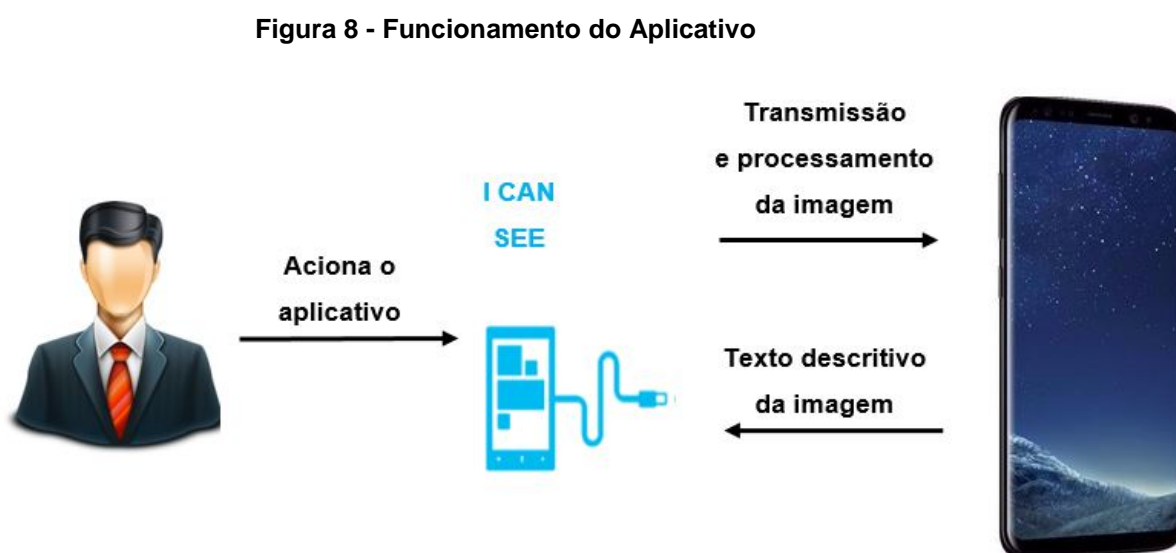 Figura 8 - Funcionamento do Aplicativo
Aciona o
aplicativo
I CAN
SEE
Transmissão
e processamento
da imagem
Texto descritivo
da imagem